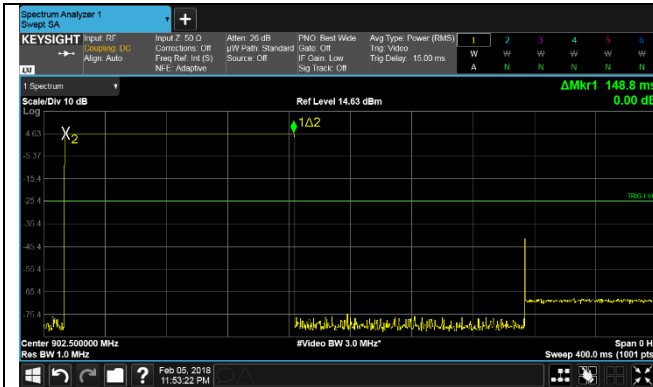 Spectrum Analyzer 1
Swept SA
+
KEYSIGHT
LXI
Input: RF
Coupling: DC
Align: Auto
Input Z: 50 Ω
Corrections: Off
Freq Ref: Int (S)
NFE: Adaptive
Atten: 26 dB
µW Path: Standard
Source: Off
PNO: Best Wide
Gate: Off
IF Gain: Low
Sig Track: Off
Avg Type: Power (RMS)
Trig: Video
Trig Delay: -15.00 ms
1 2 3 4 5 6
W W W W W W
A N N N N N
1 Spectrum
ΔMkr1 148.8 ms
Scale/Div 10 dB
Ref Level 14.63 dBm
0.00 dB
Log
1Δ2
4.63
X2
-5.37
-15.4
-25.4
TRIG LVL
-35.4
-45.4
-55.4
-65.4
-75.4
Center 902.500000 MHz
#Video BW 3.0 MHz*
Span 0 H
Res BW 1.0 MHz
Sweep 400.0 ms (1001 pts
?
Feb 05, 2018
11:53:22 PM